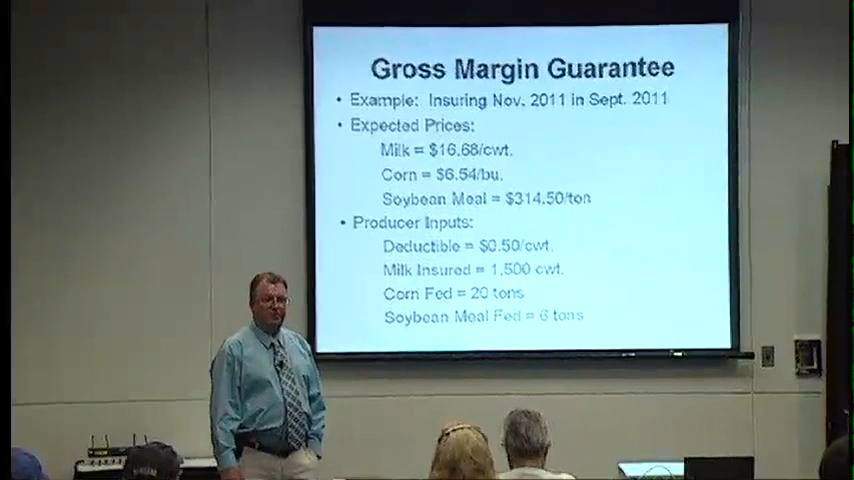 Gross Margin Guarantee
• Example: Insuring Nov, 2011 in Sept. 2011
• Expected Prices:
Milk = $16.68/cwt.
Corn = $6.54/bu.
Soybean Meal = $314.50/ton
• Producer Inputs:
Deductible = $0.50/cwt.
Milk Insured = 1,500 cwt.
Corn Fed = 20 tons
Soybean Meal Fed = 6 tons